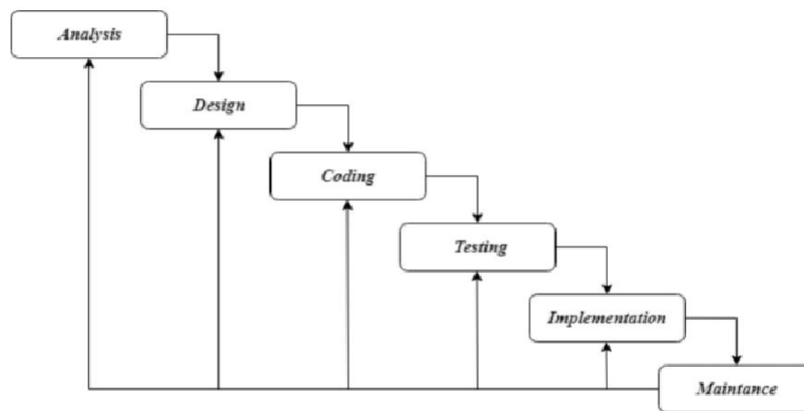 Analysis
Design
Coding
Testing
Implementation
Maintance